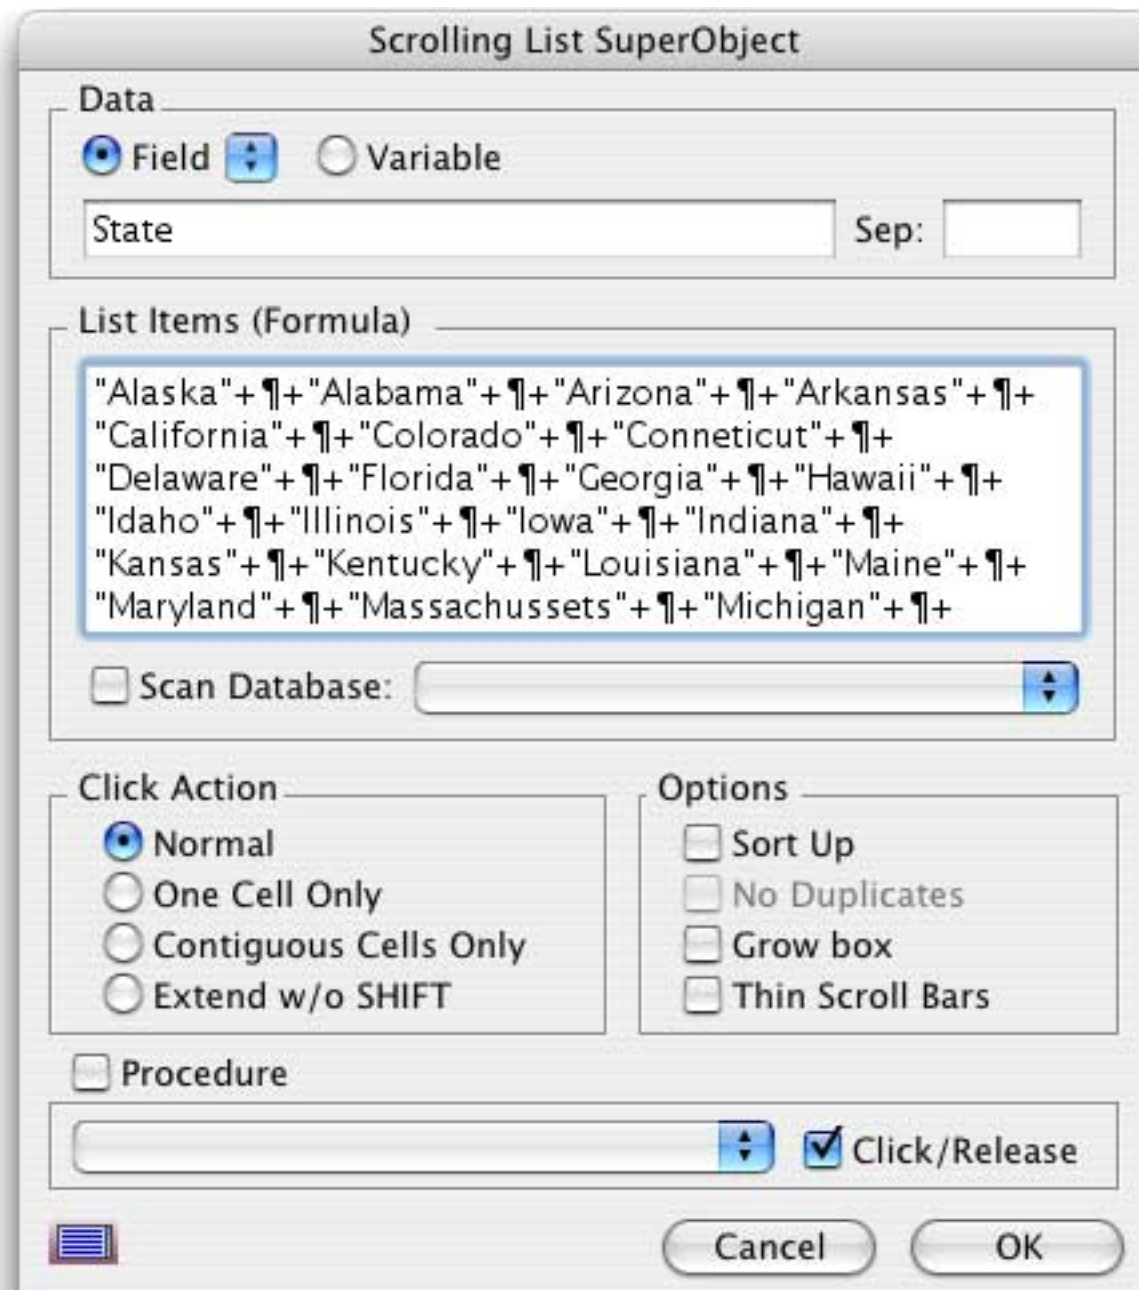 Scrolling List SuperObject
Data
Field Variable
State Sep:
List Items (Formula)
"Alaska"+¶+"Alabama"+¶+"Arizona"+¶+"Arkansas"+¶+
"California"+¶+"Colorado"+¶+"Conneticut"+¶+
"Delaware"+¶+"Florida"+¶+"Georgia"+¶+"Hawaii"+¶+
"Idaho"+¶+"Illinois"+¶+"Iowa"+¶+"Indiana"+¶+
"Kansas"+¶+"Kentucky"+¶+"Louisiana"+¶+"Maine"+¶+
"Maryland"+¶+"Massachussets"+¶+"Michigan"+¶+
Scan Database:
Click Action
Normal
One Cell Only
Contiguous Cells Only
Extend w/o SHIFT
Options
Sort Up
No Duplicates
Grow box
Thin Scroll Bars
Procedure
Click/Release
Cancel OK